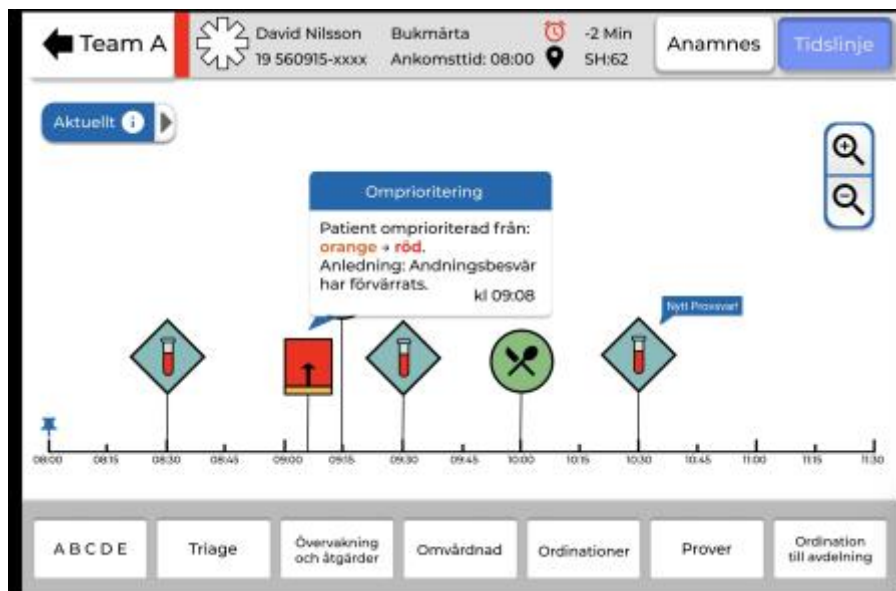 Team A
David Nilsson
19 560915-xxxx
Bukmärta
Ankomsttid: 08:00
-2 Min
SH:62
Anamnes
Tidslinje
Aktuellt i
Omprioritering
Patient omprioriterad från:
orange → röd.
Anledning: Andningsbesvär
har förvärrats.
kl 09:08
Nytt Provsvar!
08:00 08:15 08:30 08:45 09:00 09:15 09:30 09:45 10:00 10:15 10:30 10:45 11:00 11:15 11:30
A B C D E
Triage
Övervakning
och åtgärder
Omvårdnad
Ordinationer
Prover
Ordination
till avdelning